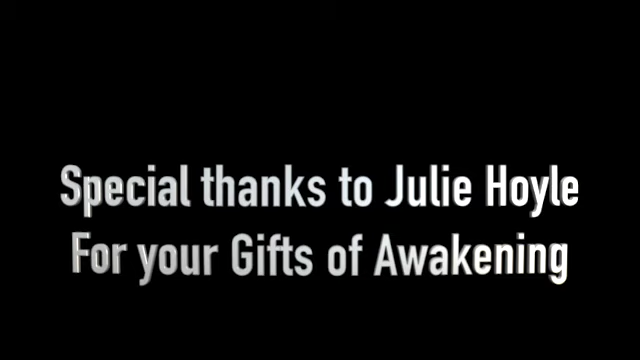 Special thanks to Julie Hoyle
For your Gifts of Awakening